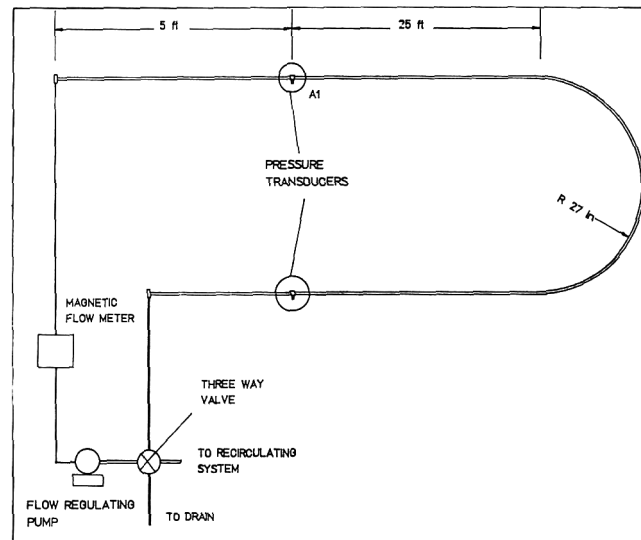 5 ft
25 ft
A1
PRESSURE
TRANSDUCERS
R 27 in
MAGNETIC
FLOW METER
THREE WAY
VALVE
TO RECIRCULATING
SYSTEM
FLOW REGULATING
PUMP
TO DRAIN